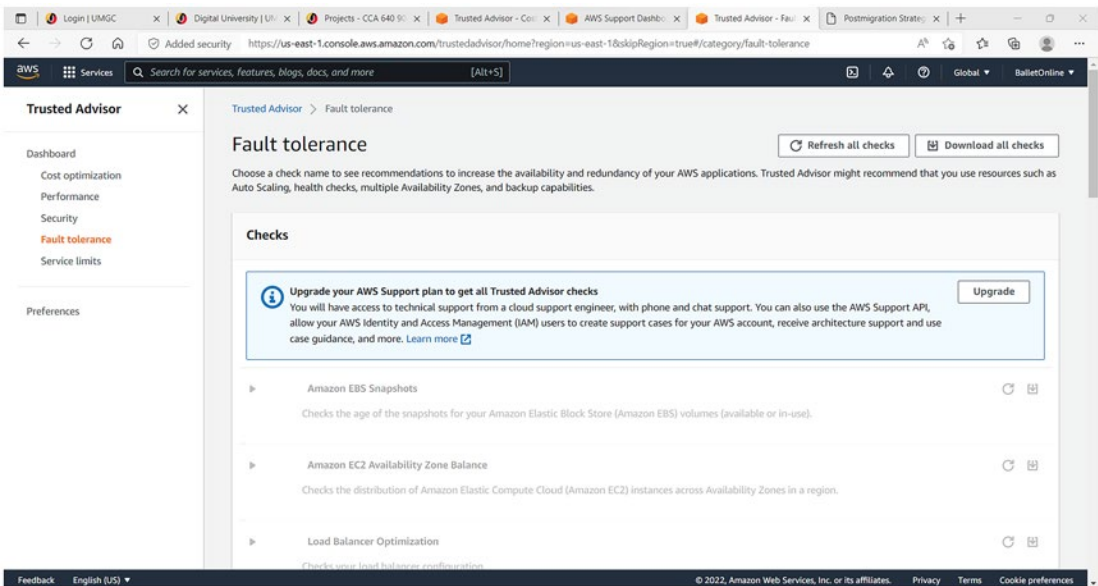 Login | UMGC
Digital University | U
Projects - CCA 640 90
Trusted Advisor - Cos
AWS Support Dashbo
Trusted Advisor - Faul
Postmigration Strateg
Added security
https://us-east-1.console.aws.amazon.com/trustedadvisor/home?region=us-east-1&skipRegion=true#/category/fault-tolerance
aws
Services
Search for services, features, blogs, docs, and more
[Alt+S]
Global
BalletOnline
Trusted Advisor
Dashboard
Cost optimization
Performance
Security
Fault tolerance
Service limits
Preferences
Trusted Advisor > Fault tolerance
Fault tolerance
Refresh all checks
Download all checks
Choose a check name to see recommendations to increase the availability and redundancy of your AWS applications. Trusted Advisor might recommend that you use resources such as
Auto Scaling, health checks, multiple Availability Zones, and backup capabilities.
Checks
Upgrade your AWS Support plan to get all Trusted Advisor checks
Upgrade
You will have access to technical support from a cloud support engineer, with phone and chat support. You can also use the AWS Support API,
allow your AWS Identity and Access Management (IAM) users to create support cases for your AWS account, receive architecture support and use
case guidance, and more. Learn more
Amazon EBS Snapshots
Checks the age of the snapshots for your Amazon Elastic Block Store (Amazon EBS) volumes (available or in-use).
Amazon EC2 Availability Zone Balance
Checks the distribution of Amazon Elastic Compute Cloud (Amazon EC2) instances across Availability Zones in a region.
Load Balancer Optimization
Checks your load balancer configuration.
Feedback
English (US)
© 2022, Amazon Web Services, Inc. or its affiliates.
Privacy
Terms
Cookie preferences